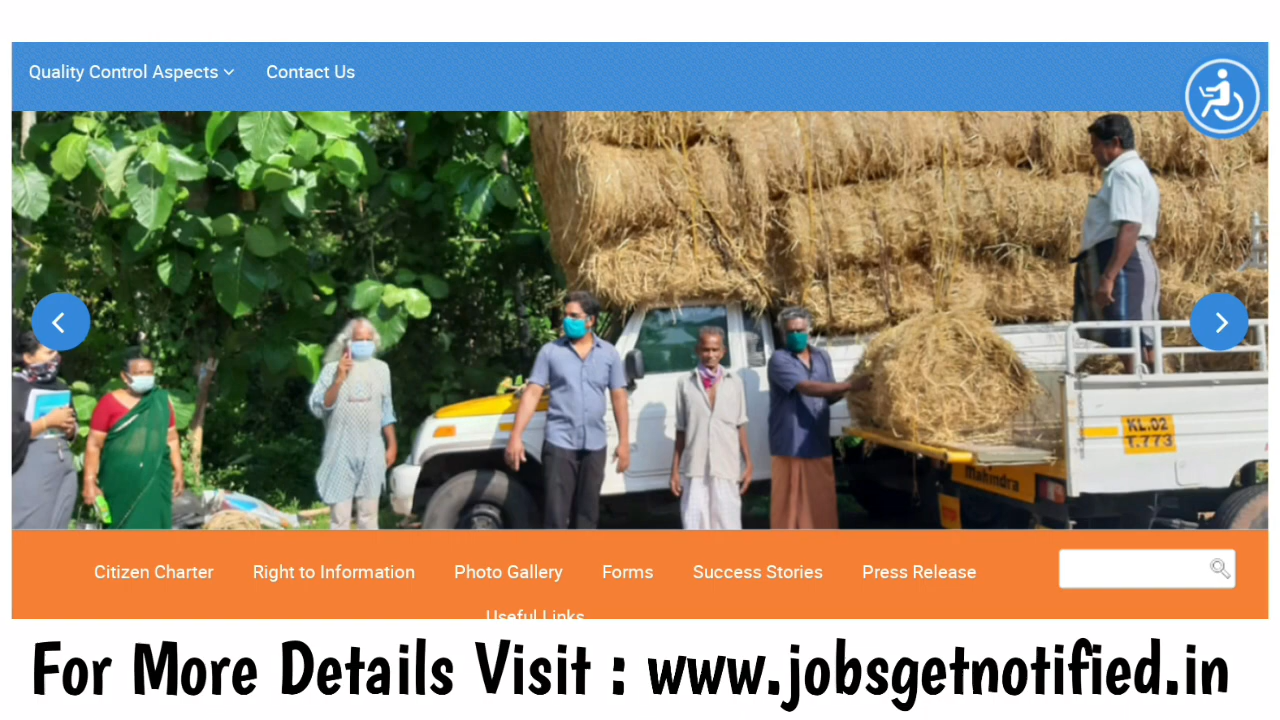 Quality Control Aspects Contact Us
KL.02
T.773
Mahindra
Citizen Charter Right to Information Photo Gallery Forms Success Stories Press Release
Useful Links
For More Details Visit : www.jobsgetnotified.in